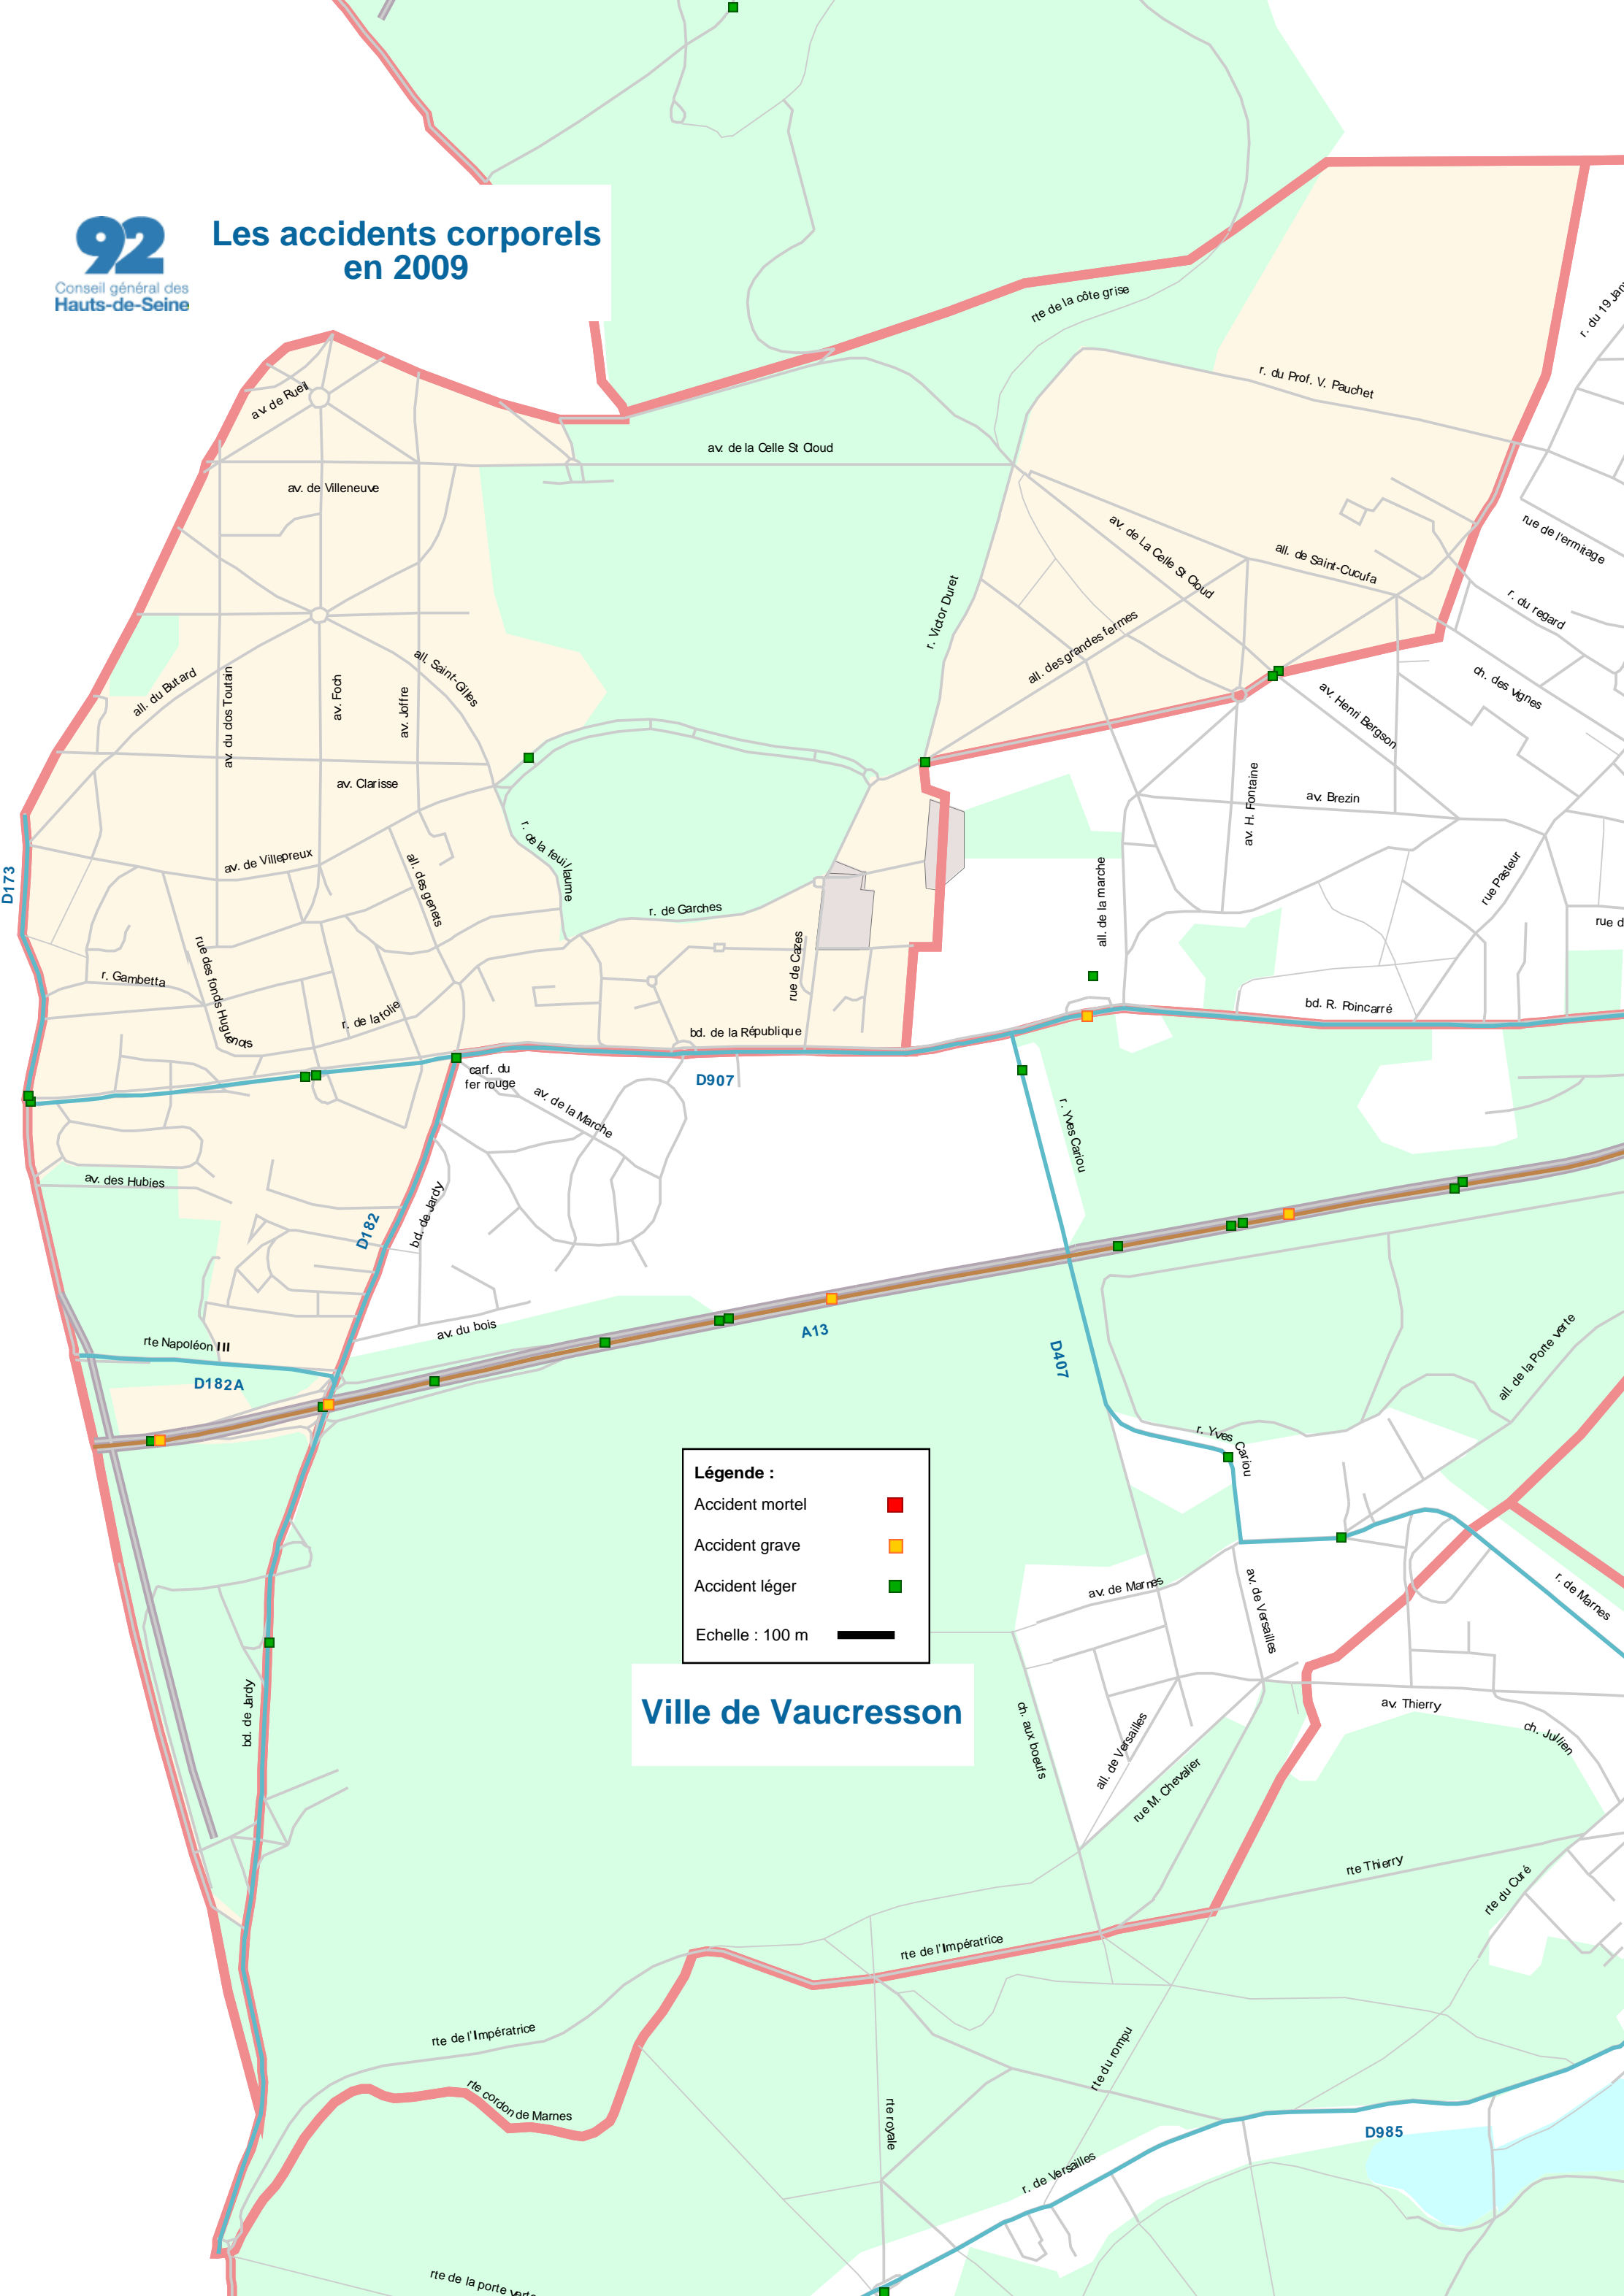 92
Conseil général des
Hauts-de-Seine
Les accidents corporels
en 2009
rte de la côte grise
r. du Prof. V. Pauchet
av. de Rueil
av. de la Celle St Cloud
av. de Villeneuve
av. de La Celle St Cloud
all. de Saint-Cucufa
rue de l'ermitage
r. du regard
r. Victor Duret
all. des grandes fermes
ch. des vignes
all. du Butard
av. du dos Toutain
av. Foch
av. Joffre
all. Saint-Gilles
av. Henri Bergson
av. Clarisse
av. H. Fontaine
av. Brezin
r. de la feuillaume
av. de Villepreux
all. des genets
D173
all. de la marche
rue Pasteur
r. de Garches
rue d
rue de Cazes
r. Gambetta
rue des fonds Huguenots
r. de la folie
bd. de la République
bd. R. Poincarré
carf. du
fer rouge
D907
av. de la Marche
r. Yves Cariou
av. des Hubies
D182
bd. de Jardy
av. du bois
A13
rte Napoléon III
D182A
D407
all. de la Porte verte
r. Yves Cariou
Légende :
Accident mortel
Accident grave
Accident léger
Echelle : 100 m
av. de Marnes
av. de Versailles
r. de Marnes
bd. de Jardy
Ville de Vaucresson
ch. aux boeufs
all. de Versailles
rue M. Chevalier
av. Thierry
ch. Jullien
rte Thierry
rte du Curé
rte de l'Impératrice
rte de l'Impératrice
rte cordon de Marnes
rte du rompu
rte royale
D985
r. de Versailles
rte de la porte verte